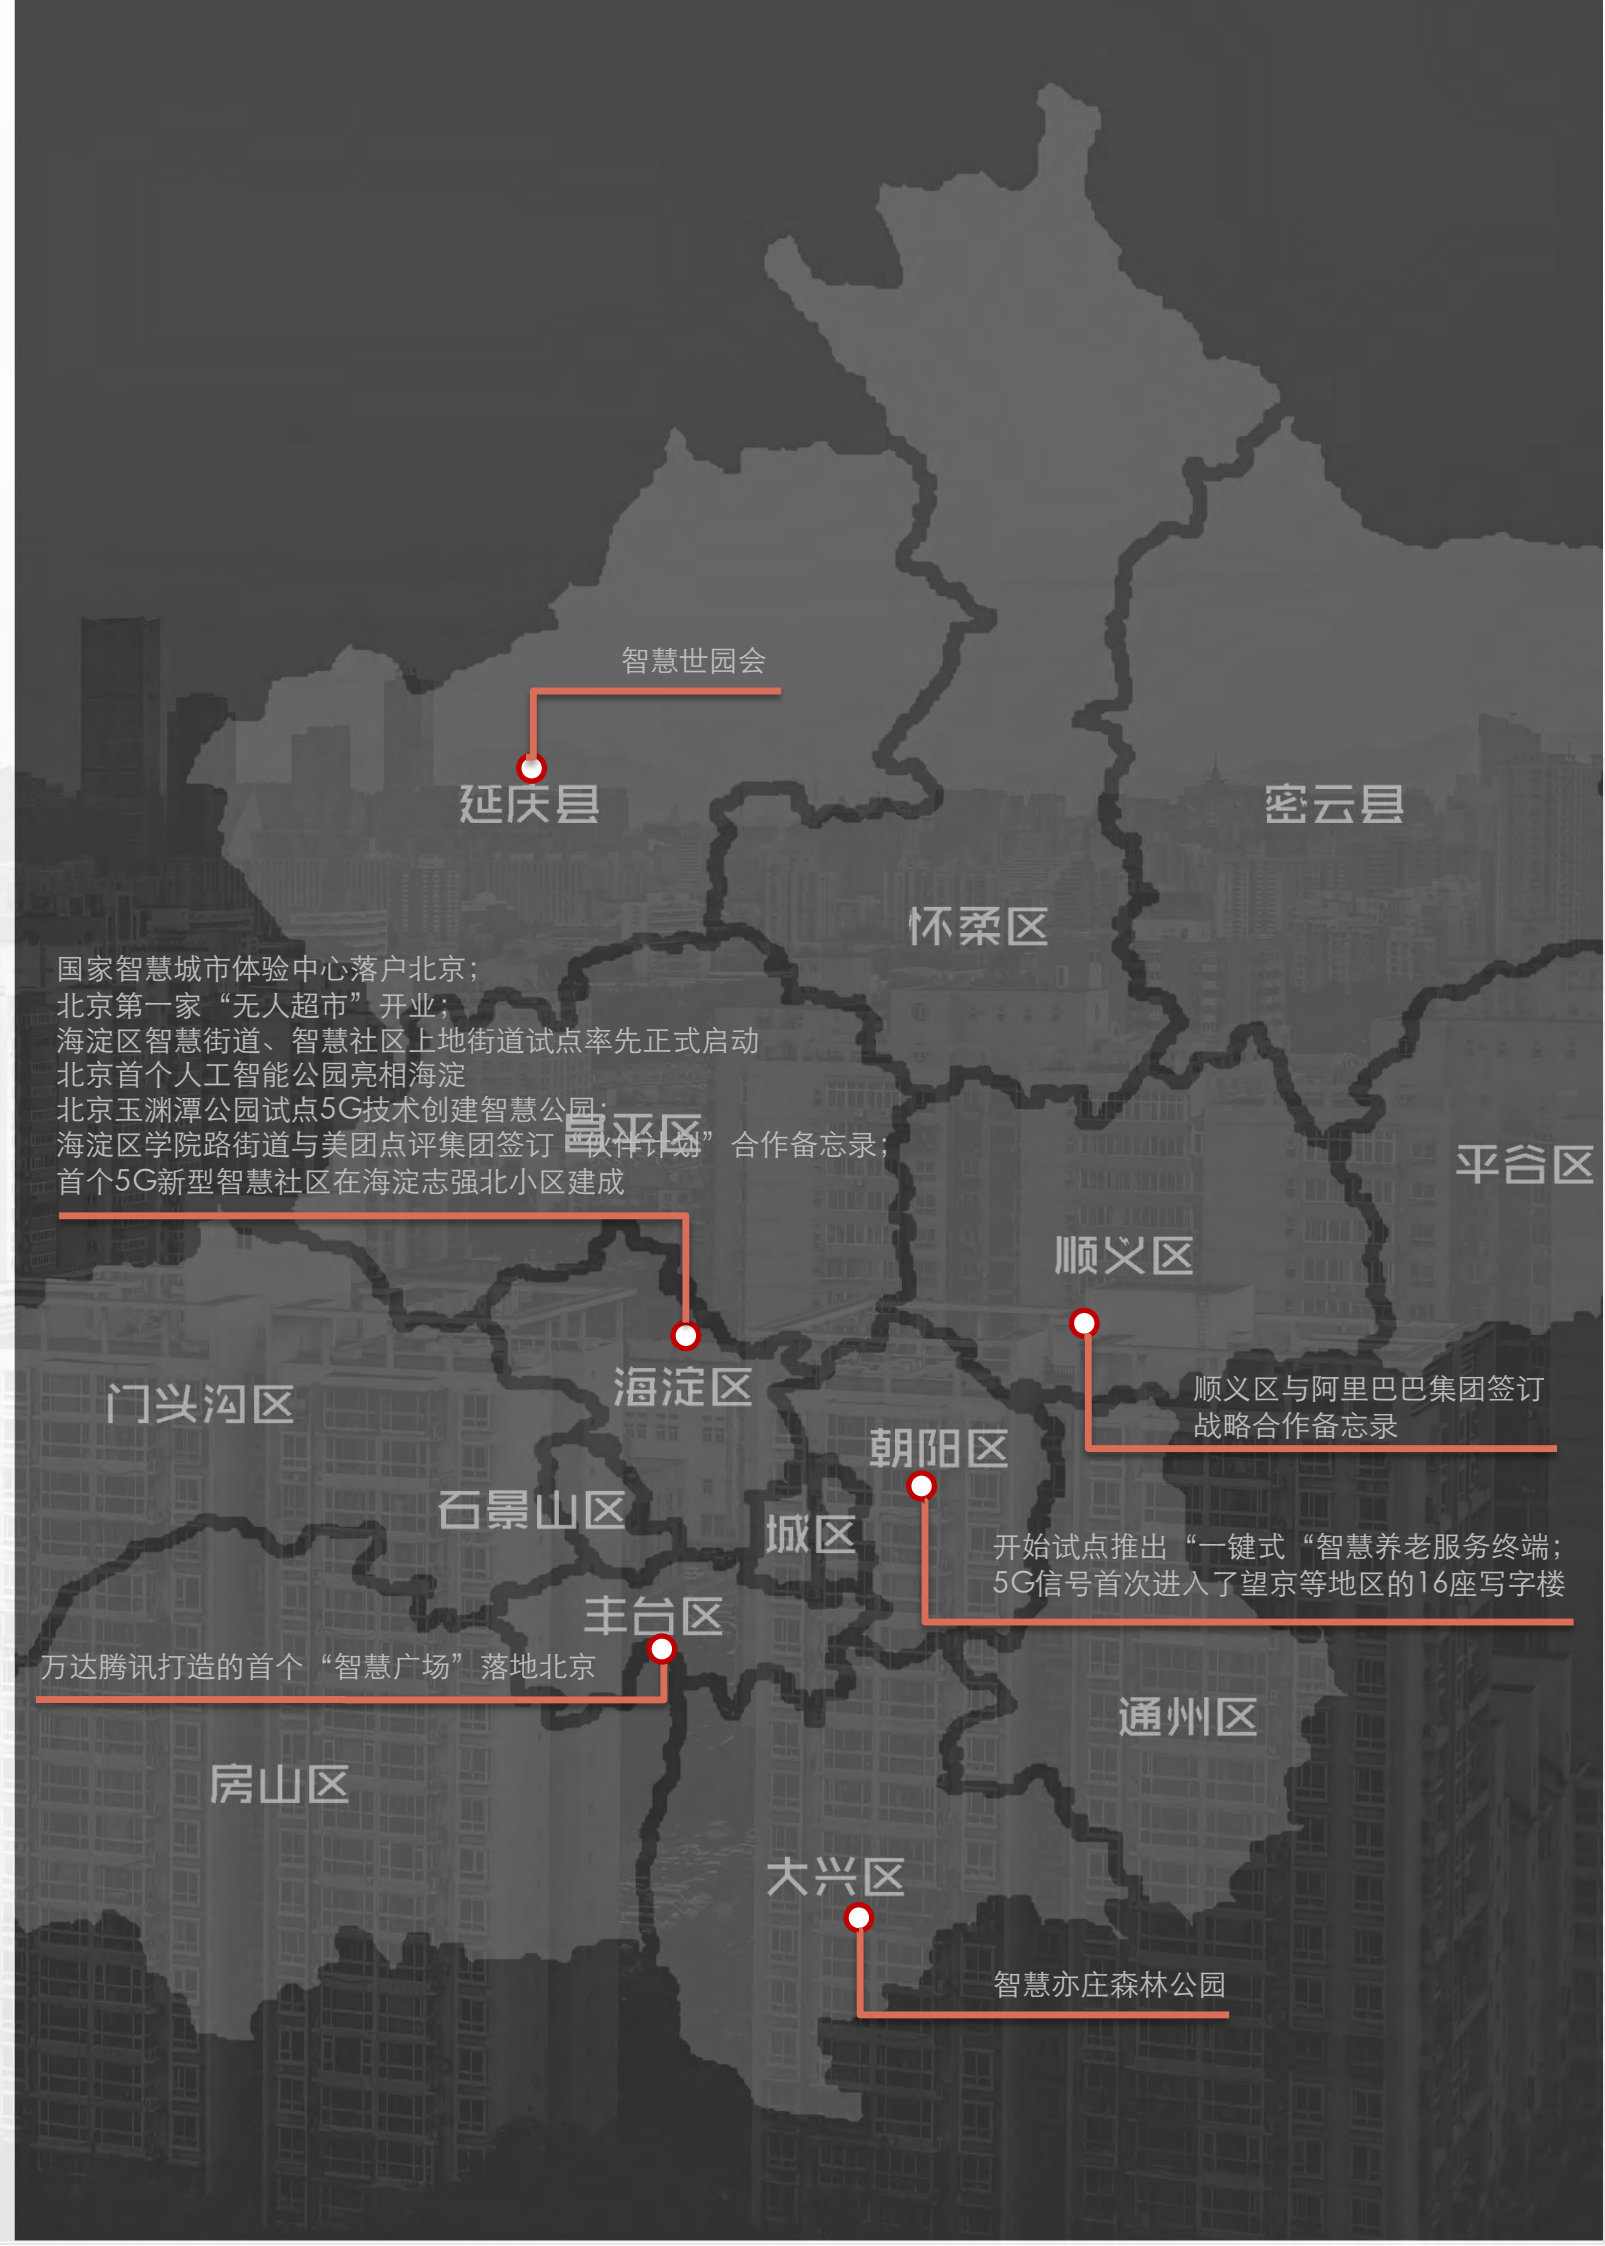 智慧世园会
延庆县
密云县
怀柔区
国家智慧城市体验中心落户北京；
北京第一家“无人超市”开业；
海淀区智慧街道、智慧社区上地街道试点率先正式启动
北京首个人工智能公园亮相海淀
北京玉渊潭公园试点5G技术创建智慧公园；
海淀区学院路街道与美团点评集团签订“伙伴计划”合作备忘录；
首个5G新型智慧社区在海淀志强北小区建成
昌平区
平谷区
顺义区
海淀区
门头沟区
顺义区与阿里巴巴集团签订
战略合作备忘录
朝阳区
石景山区
城区
开始试点推出“一键式“智慧养老服务终端；
5G信号首次进入了望京等地区的16座写字楼
丰台区
万达腾讯打造的首个“智慧广场”落地北京
通州区
房山区
大兴区
智慧亦庄森林公园